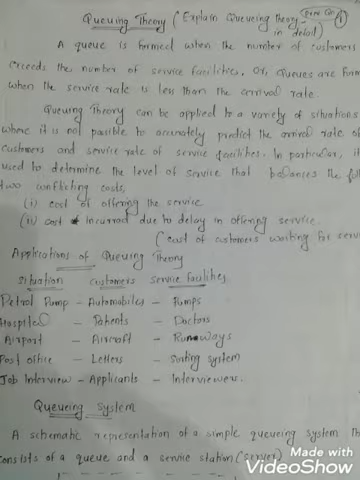 Queuing Theory (Explain Queueing theory
in detail)
①
A queue is formed when the number of customers
exceeds the number of service facilities. Or, Queues are form
when the service rate is less than the arrival rate.
Queuing Theory can be applied to a variety of situations
where it is not possible to accurately predict the arrival rate of
customers and service rate of service facilities. In particular, it
used to determine the level of service that balances the foll
two conflicting costs,
(i) cost of offering the service
(ii) cost incurred due to delay in offering service.
(cost of customers waiting for servi
Applications of Queuing Theory
Situation customers service facilities
Petrol Pump - Automobiles - Pumps
Hospital - Patients - Doctors
Airport - Aircraft - Runways
Post office - Letters - Sorting system
Job Interview - Applicants - Interviewers.
Queueing System
A schematic representation of a simple queueing system Th
consists of a queue and a service station (server)
Made with
VideoShow